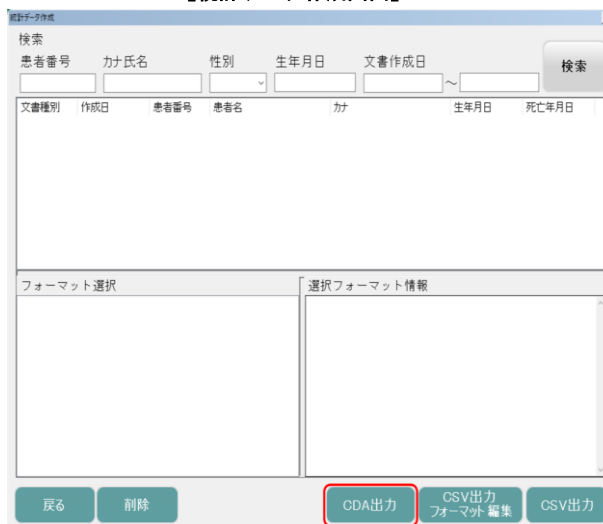 統計データ作成
検索
患者番号 カナ氏名 性別 生年月日 文書作成日
～
検索
文書種別 作成日 患者番号 患者名 カナ 生年月日 死亡年月日
フォーマット選択
選択フォーマット情報
戻る 削除 CDA出力 CSV出力 フォーマット編集 CSV出力